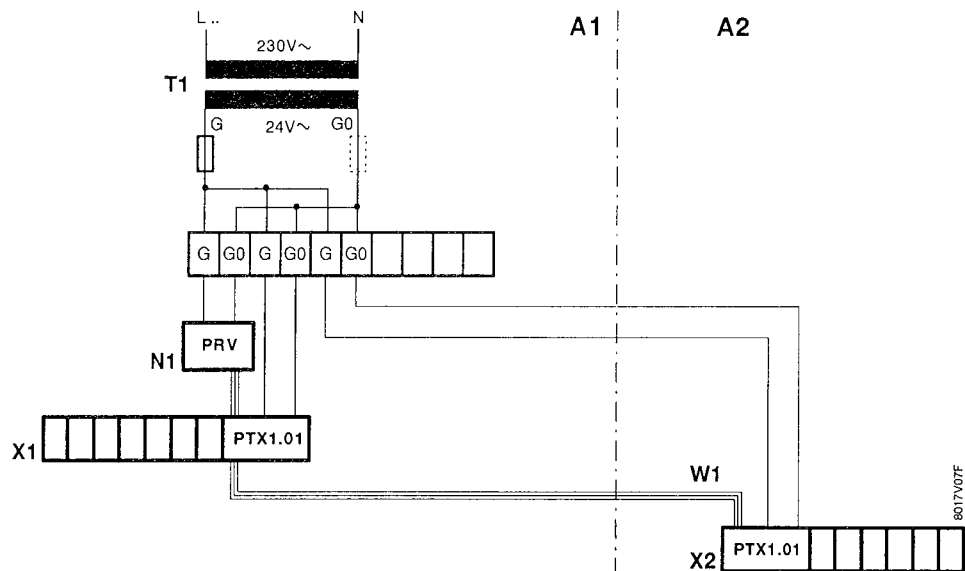 L .. N A1 A2
230V~
T1
G 24V~ G0
G G0 G G0 G G0
PRV
N1
PTX1.01
X1
W1
PTX1.01
X2
8017V07F